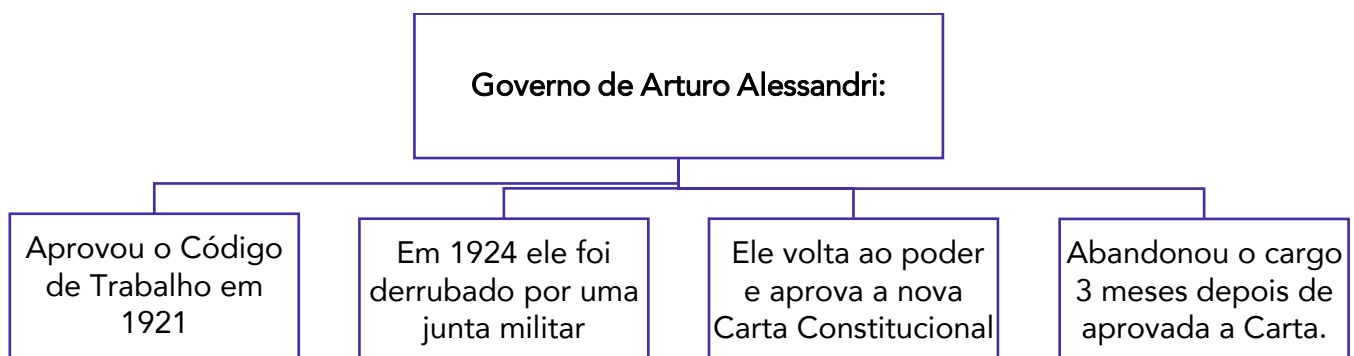 Governo de Arturo Alessandri:
Aprovou o Código
de Trabalho em
1921
Em 1924 ele foi
derrubado por uma
junta militar
Ele volta ao poder
e aprova a nova
Carta Constitucional
Abandonou o cargo
3 meses depois de
aprovada a Carta.